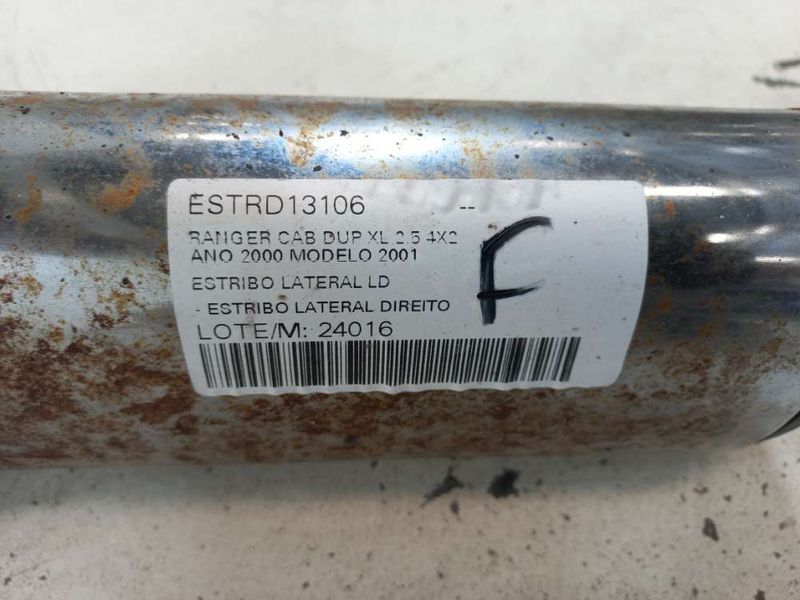 ESTRD13106 --
RANGER CAB DUP XL 2.5 4X2
ANO 2000 MODELO 2001
ESTRIBO LATERAL LD
- ESTRIBO LATERAL DIREITO
LOTE/M: 24016
F